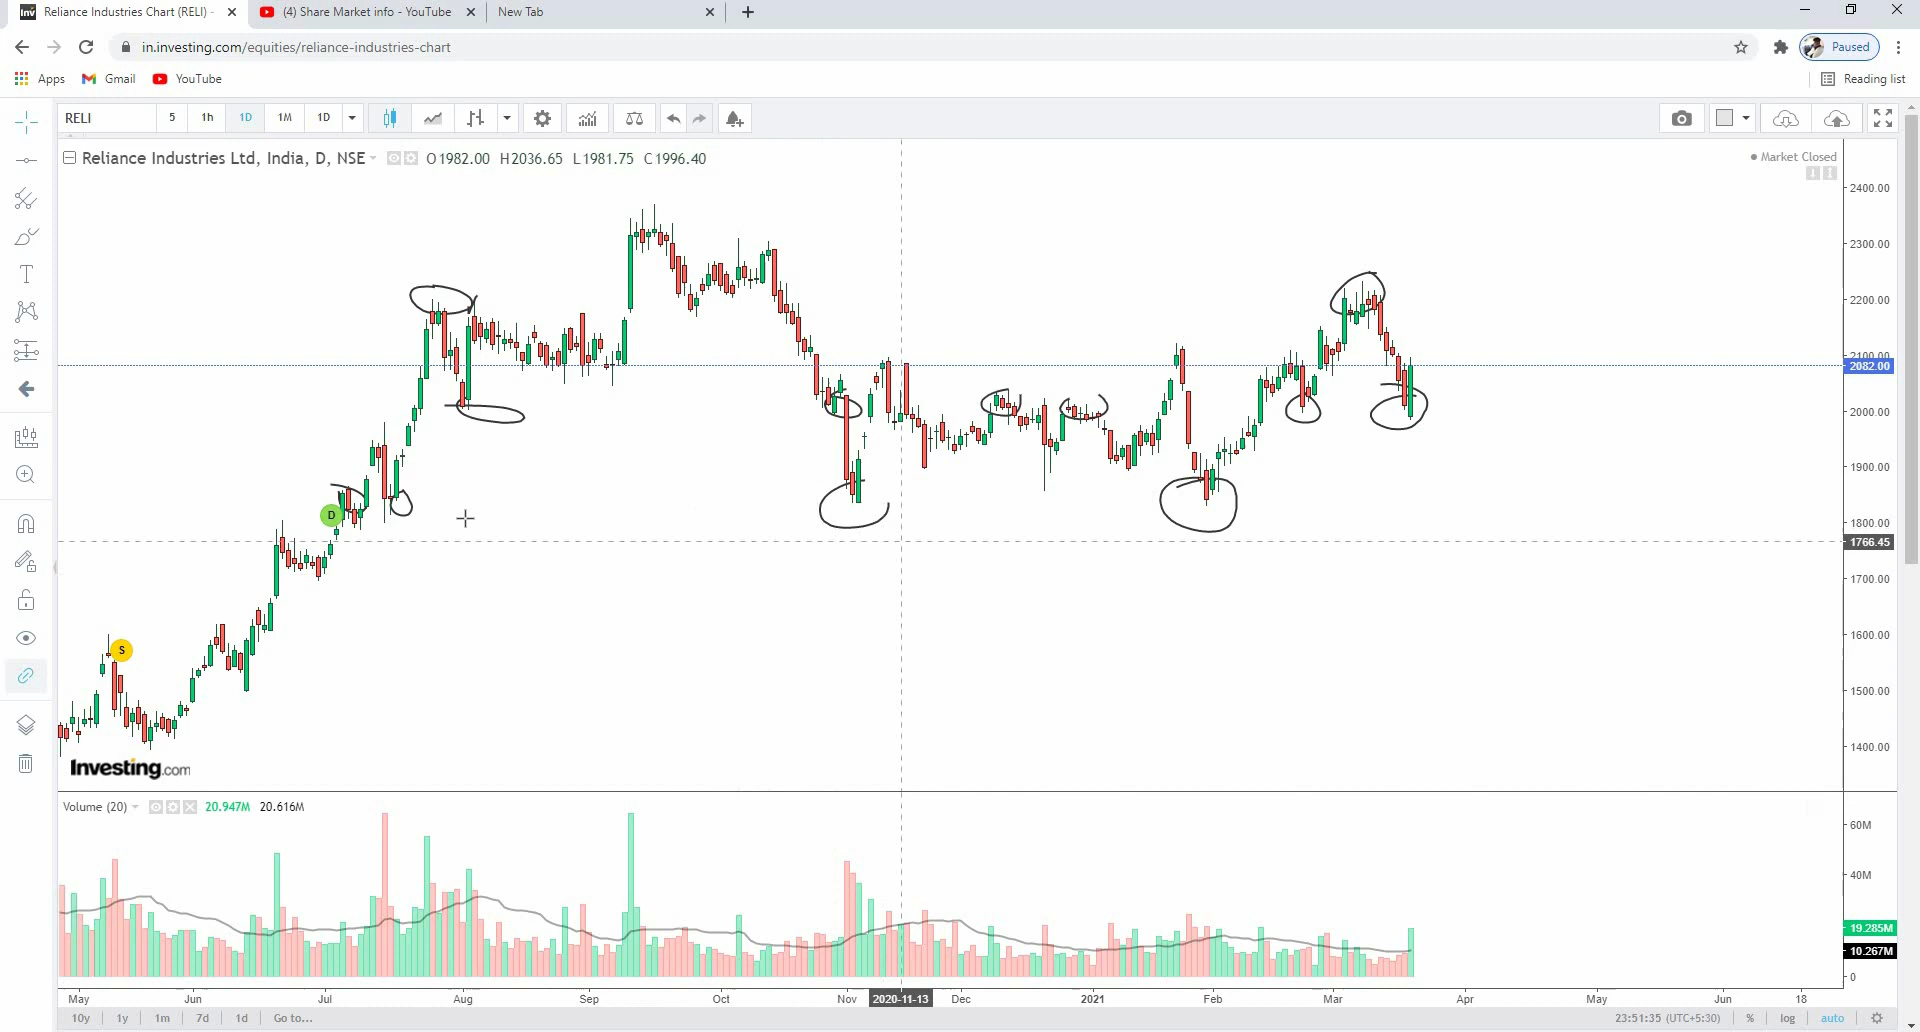 Inv Reliance Industries Chart (RELI) - (4) Share Market info - YouTube New Tab
in.investing.com/equities/reliance-industries-chart Paused
Apps Gmail YouTube Reading list
RELI 5 1h 1D 1M 1D
Reliance Industries Ltd, India, D, NSE O1982.00 H2036.65 L1981.75 C1996.40
Market Closed
2400.00
2300.00
2200.00
2100.00
2082.00
2000.00
1900.00
D
1800.00
1766.45
1700.00
1600.00
S
1500.00
1400.00
Investing.com
Volume (20) 20.947M 20.616M
60M
40M
19.285M
10.267M
0
May Jun Jul Aug Sep Oct Nov 2020-11-13 Dec 2021 Feb Mar Apr May Jun 18
10y 1y 1m 7d 1d Go to... 23:51:35 (UTC+5:30) % log auto